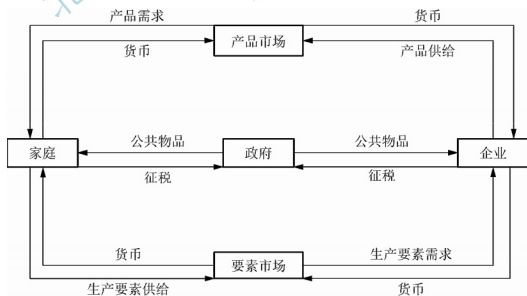 产品需求 货币
货币 产品市场 产品供给
公共物品 公共物品
家庭 政府 企业
征税 征税
货币 生产要素需求
要素市场
生产要素供给 货币